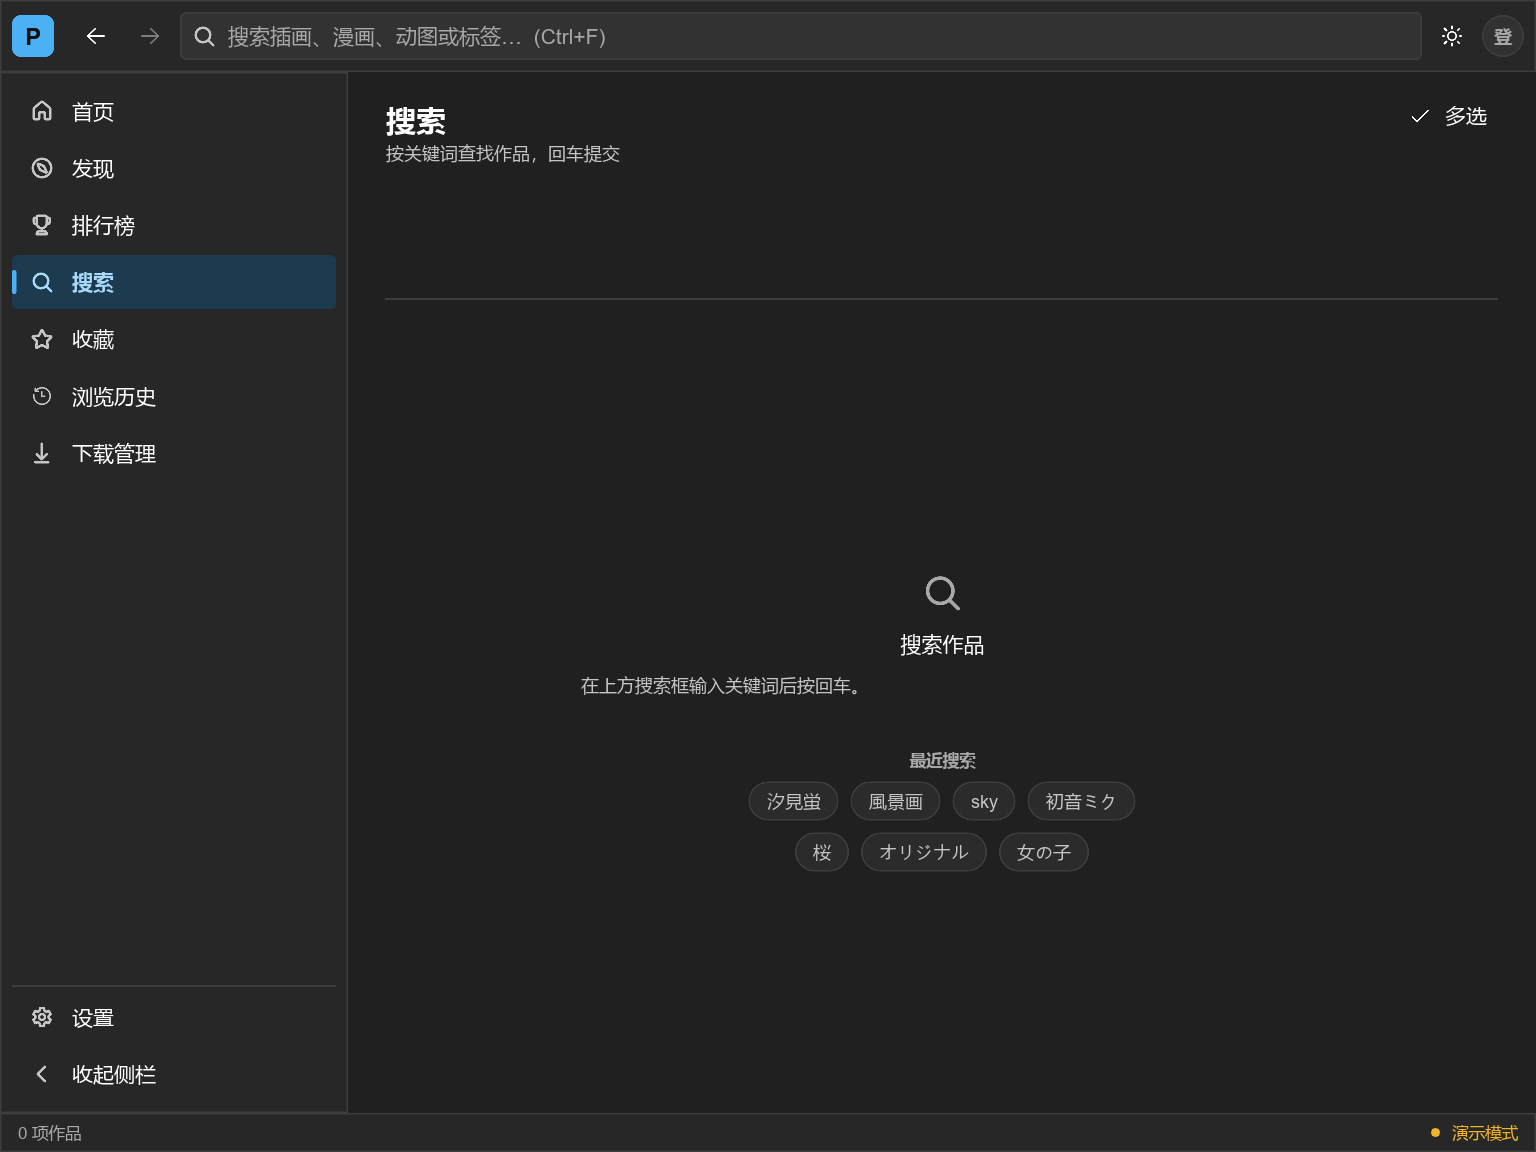 P
搜索插画、漫画、动图或标签… (Ctrl+F)
登
首页
发现
排行榜
搜索
收藏
浏览历史
下载管理
设置
收起侧栏
搜索
按关键词查找作品，回车提交
多选
搜索作品
在上方搜索框输入关键词后按回车。
最近搜索
汐見蛍 風景画 sky 初音ミク
桜 オリジナル 女の子
0 项作品
演示模式